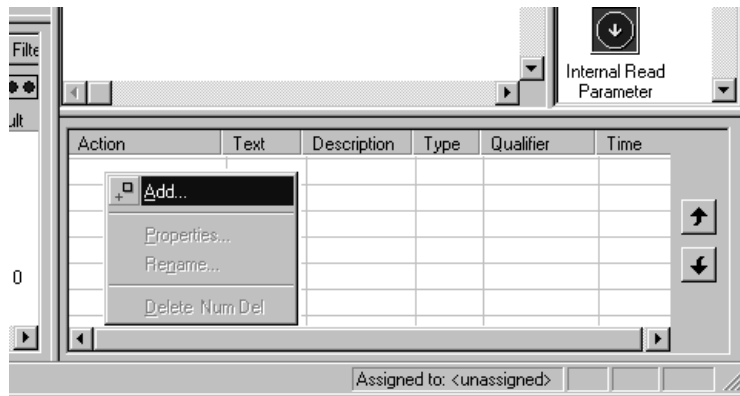 Filte
Internal Read
Parameter
ult
Action Text Description Type Qualifier Time
Add...
Properties...
Rename...
0
Delete Num Del
Assigned to: <unassigned>